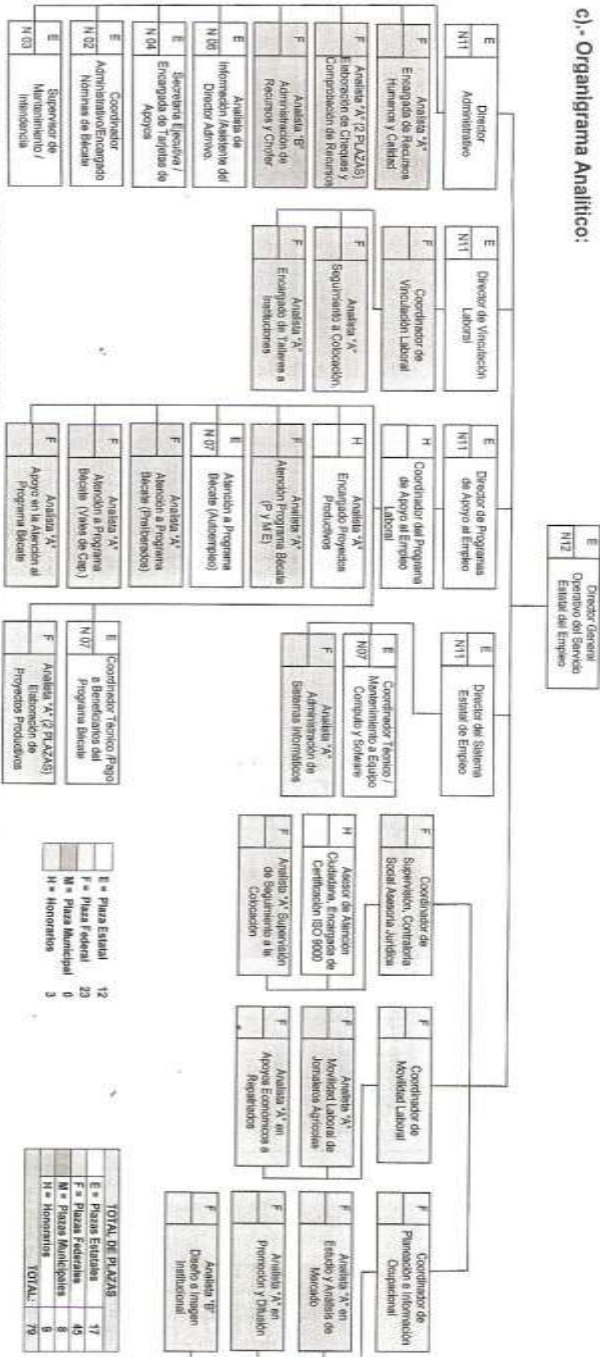 c).- Organigrama Analítico:
E
N12
Director General
Operativo del Servicio
Estatal del Empleo
E
N11
Director
Administrativo
F
Analista "A"
Encargada de Recursos
Humanos y Calidad
F
Analista "A" (2 PLAZAS)
Elaboración de Cheques y
Comprobación de Recursos
F
Analista "B"
Administración de
Recursos y Chofer
E
N 06
Analista de
Información /Asistente del
Director Admivo.
E
N 04
Secretaria Ejecutiva /
Encargada de Tarjetas de
Apoyos
E
N 02
Coordinador
Administrativo/Encargado
Nóminas de Bécate
E
N 03
Supervisor de
Mantenimiento /
Intendencia
E
N11
Director de Vinculación
Laboral
F
Coordinador de
Vinculación Laboral
F
Analista "A"
Seguimiento a Colocación
F
Analista "A"
Encargado de Talleres a
Instituciones
E
N11
Director de Programas
de Apoyo al Empleo
H
Coordinador del Programa
de Apoyo al Empleo
Laboral
H
Analista "A"
Encargado Proyectos
Productivos
F
Analista "A"
Atención Programa Bécate
(P y M E)
E
N 07
Atención a Programa
Bécate (Autoempleo)
F
Analista "A"
Atención a Programa
Bécate (Preliberados)
F
Analista "A"
Atención a Programa
Bécate (Vales de Cap.)
F
Analista "A"
Apoyo en la Atención al
Programa Bécate
E
N 07
Coordinador Técnico /Pago
a Beneficiarios del
Programa Bécate
F
Analista "A" (2 PLAZAS)
Elaboración de
Proyectos Productivos
E
N11
Director del Sistema
Estatal de Empleo
E
N07
Coordinador Técnico /
Mantenimiento a Equipo
Computo y Sofware
F
Analista "A"
Administración de
Sistemas Informáticos
F
Coordinador de
Supervisión, Contraloría
Social Asesoría Jurídica
H
Asesor de Atención
Ciudadana, Encargada de
Certificación ISO 9000
F
Analista "A" Supervisión
de Seguimiento a la
Colocación
F
Coordinador de
Movilidad Laboral
F
Analista "A"
Movilidad Laboral de
Jornaleros Agrícolas
F
Analista "A" en
Apoyos Económicos a
Repatriados
F
Coordinador de
Planeación e Información
Ocupacional
F
Analista "A" en
Estudio y Análisis de
Mercado
F
Analista "A" en
Promoción y Difusión
F
Analista "B"
Diseño e Imagen
Institucional
E = Plaza Estatal 12
F = Plaza Federal 23
M = Plaza Municipal 0
H = Honorarios 3
TOTAL DE PLAZAS
E = Plazas Estatales 17
F = Plazas Federales 45
M = Plazas Municipales 8
H = Honorarios 9
TOTAL: 79